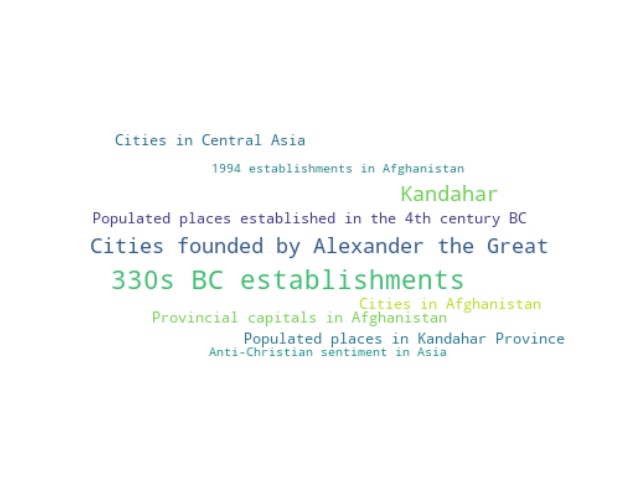 Cities in Central Asia
1994 establishments in Afghanistan
Kandahar
Populated places established in the 4th century BC
Cities founded by Alexander the Great
330s BC establishments
Cities in Afghanistan
Provincial capitals in Afghanistan
Populated places in Kandahar Province
Anti-Christian sentiment in Asia